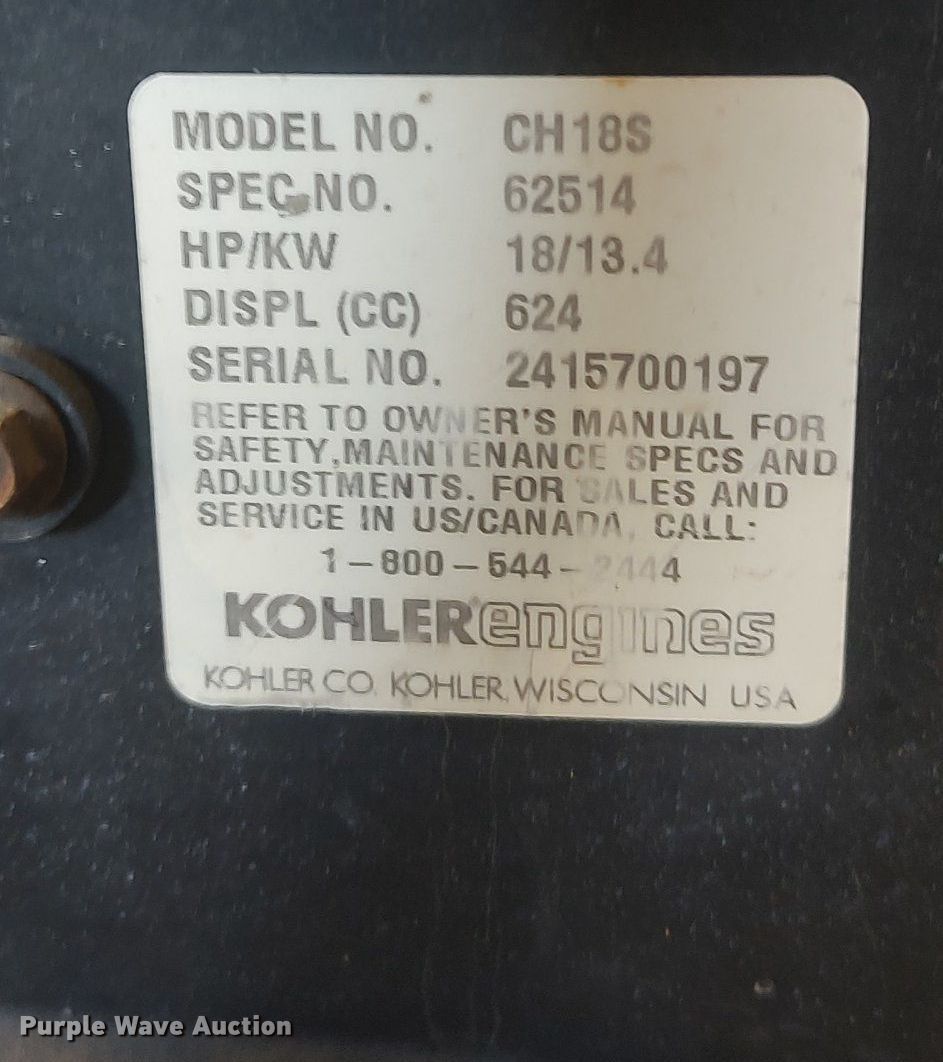 MODEL NO. CH18S
SPEC. NO. 62514
HP/KW 18/13.4
DISPL (CC) 624
SERIAL NO. 2415700197
REFER TO OWNER'S MANUAL FOR
SAFETY, MAINTENANCE SPECS AND
ADJUSTMENTS. FOR SALES AND
SERVICE IN US/CANADA, CALL:
1-800-544-2444
KOHLER® engines
KOHLER CO. KOHLER, WISCONSIN USA
Purple Wave Auction